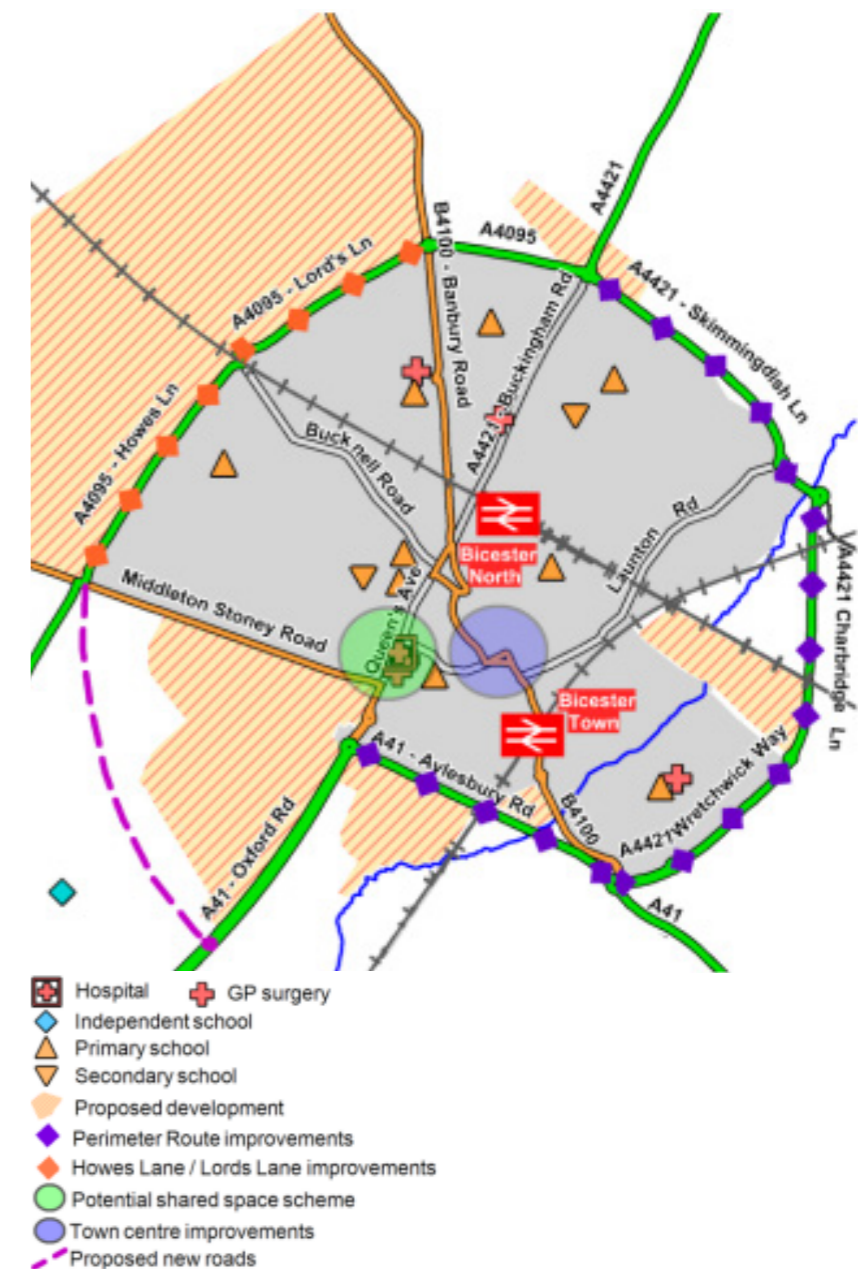 A4421
A4095
B4100 - Banbury Road
A4095 - Lord's Ln
A4421 - Buckingham Rd
A4421 - Skimmingdish Ln
A4095 - Howes Ln
Bucknell Road
Launton Rd
Bicester
North
A4421 Charbridge Ln
Middleton Stoney Road
Queen's Ave
Bicester
Town
A41 - Aylesbury Rd
B4100
A4421Wretchwick Way
A41 - Oxford Rd
A41
Hospital
GP surgery
Independent school
Primary school
Secondary school
Proposed development
Perimeter Route improvements
Howes Lane / Lords Lane improvements
Potential shared space scheme
Town centre improvements
Proposed new roads